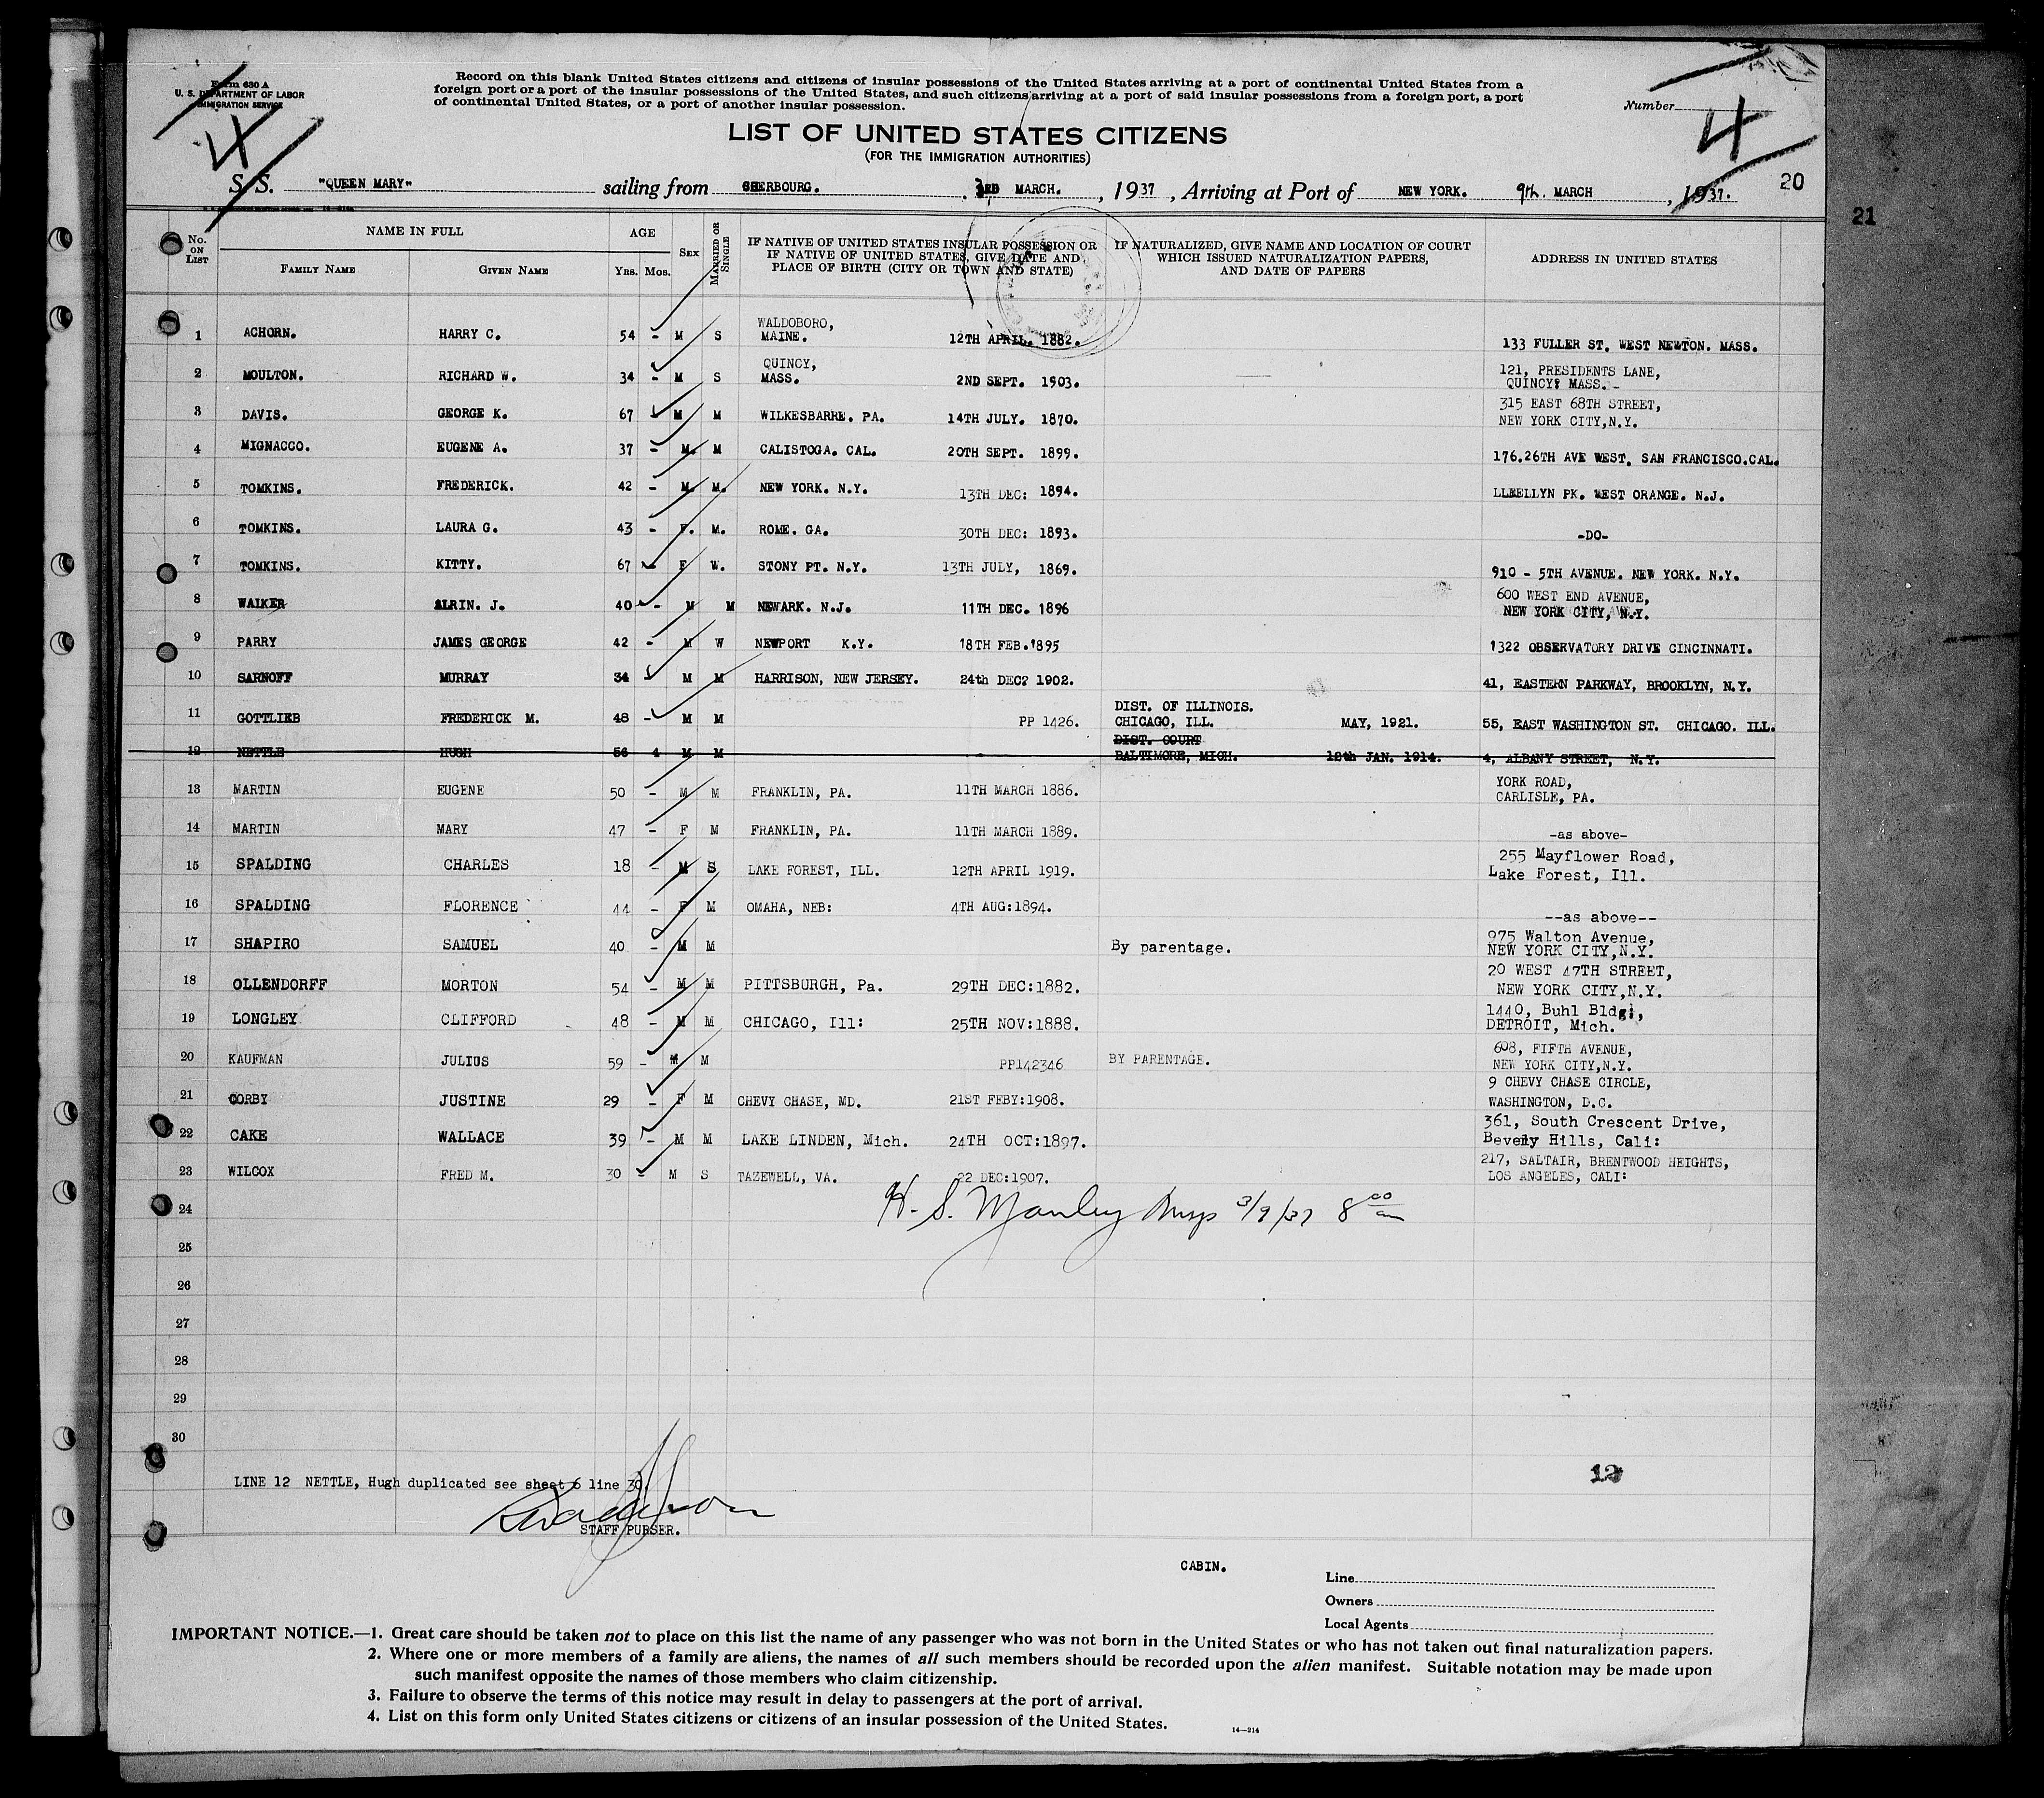 Form 630 A
U. S. DEPARTMENT OF LABOR
IMMIGRATION SERVICE
4
Record on this blank United States citizens and citizens of insular possessions of the United States arriving at a port of continental United States from a
foreign port or a port of the insular possessions of the United States, and such citizens arriving at a port of said insular possessions from a foreign port, a port
of continental United States, or a port of another insular possession.
Number
4
LIST OF UNITED STATES CITIZENS
(FOR THE IMMIGRATION AUTHORITIES)
S. S. "QUEEN MARY" sailing from CHERBOURG. 3RD MARCH. , 1937 , Arriving at Port of NEW YORK. 9th. MARCH , 1937.
20
21
No. ON LIST NAME IN FULL AGE SEX MARRIED OR SINGLE IF NATIVE OF UNITED STATES INSULAR POSSESSION OR IF NATIVE OF UNITED STATES, GIVE DATE AND PLACE OF BIRTH (CITY OR TOWN AND STATE) IF NATURALIZED, GIVE NAME AND LOCATION OF COURT WHICH ISSUED NATURALIZATION PAPERS, AND DATE OF PAPERS ADDRESS IN UNITED STATES
FAMILY NAME GIVEN NAME YRS. MOS.
1 ACHORN. HARRY C. 54 - M S WALDOBORO, MAINE. 12TH APRIL. 1882. 133 FULLER ST. WEST NEWTON. MASS.
2 MOULTON. RICHARD W. 34 - M S QUINCY, MASS. 2ND SEPT. 1903. 121, PRESIDENTS LANE, QUINCY, MASS. -
3 DAVIS. GEORGE K. 67 M M WILKESBARRE. PA. 14TH JULY. 1870. 315 EAST 68TH STREET, NEW YORK CITY,N.Y.
4 MIGNACCO. EUGENE A. 37 - M. M CALISTOGA. CAL. 20TH SEPT. 1899. 176.26TH AVE WEST. SAN FRANCISCO.CAL.
5 TOMKINS. FREDERICK. 42 - M. M. NEW YORK. N.Y. 13TH DEC: 1894. LLEELLYN PK. WEST ORANGE. N.J.
6 TOMKINS. LAURA G. 43 - F. M. ROME. GA. 30TH DEC: 1893. -DO-
7 TOMKINS. KITTY. 67 - F W. STONY PT. N.Y. 13TH JULY, 1869. 910 - 5TH AVENUE. NEW YORK. N.Y.
8 WALKER ALRIN. J. 40 - M M NEWARK. N.J. 11TH DEC. 1896 600 WEST END AVENUE, NEW YORK CITY, N.Y.
9 PARRY JAMES GEORGE 42 - M W NEWPORT K.Y. 18TH FEB.1895 1322 OBSERVATORY DRIVE CINCINNATI.
10 SARNOFF MURRAY 34 M M HARRISON, NEW JERSEY. 24th DEC? 1902. 41, EASTERN PARKWAY, BROOKLYN, N.Y.
11 GOTTLIEB FREDERICK M. 48 - M M PP 1426. DIST. OF ILLINOIS. CHICAGO, ILL. MAY, 1921. 55, EAST WASHINGTON ST. CHICAGO. ILL.
12 NETTLE HUGH 56 4 M M - DIST. COURT BALTIMORE, MICH. 12th JAN. 1914. 4, ALBANY STREET, N.Y.
13 MARTIN EUGENE 50 - M M FRANKLIN, PA. 11TH MARCH 1886. YORK ROAD, CARLISLE, PA.
14 MARTIN MARY 47 - F M FRANKLIN, PA. 11TH MARCH 1889. -as above-
15 SPALDING CHARLES 18 - M S LAKE FOREST, ILL. 12TH APRIL 1919. 255 Mayflower Road, Lake Forest, Ill.
16 SPALDING FLORENCE 44 - F M OMAHA, NEB: 4TH AUG:1894. --as above--
17 SHAPIRO SAMUEL 40 - M M By parentage. 975 Walton Avenue, NEW YORK CITY,N.Y.
18 OLLENDORFF MORTON 54 - M M PITTSBURGH, Pa. 29TH DEC:1882. 20 WEST 47TH STREET, NEW YORK CITY,N.Y.
19 LONGLEY CLIFFORD 48 - M M CHICAGO, Ill: 25TH NOV:1888. 1440, Buhl Bldg:, DETROIT, Mich.
20 KAUFMAN JULIUS 59 - M M PP142346 BY PARENTAGE. 608, FIFTH AVENUE, NEW YORK CITY,N.Y.
21 CORBY JUSTINE 29 - F M CHEVY CHASE, MD. 21ST FEBY:1908. 9 CHEVY CHASE CIRCLE, WASHINGTON, D.C.
22 CAKE WALLACE 39 - M M LAKE LINDEN, Mich. 24TH OCT:1897. 361, South Crescent Drive, Beverly Hills, Cali:
23 WILCOX FRED M. 30 - M S TAZEWELL, VA. 22 DEC:1907. 217, SALTAIR, BRENTWOOD HEIGHTS, LOS ANGELES, CALI:
24 H. S. Manley Insp 3/9/37 8 00 am
25
26
27
28
29
30
LINE 12 NETTLE, Hugh duplicated see sheet 6 line 30.
12
STAFF PURSER.
CABIN.
Line
Owners
Local Agents
IMPORTANT NOTICE.—1. Great care should be taken not to place on this list the name of any passenger who was not born in the United States or who has not taken out final naturalization papers.
2. Where one or more members of a family are aliens, the names of all such members should be recorded upon the alien manifest. Suitable notation may be made upon
such manifest opposite the names of those members who claim citizenship.
3. Failure to observe the terms of this notice may result in delay to passengers at the port of arrival.
4. List on this form only United States citizens or citizens of an insular possession of the United States.
14—214